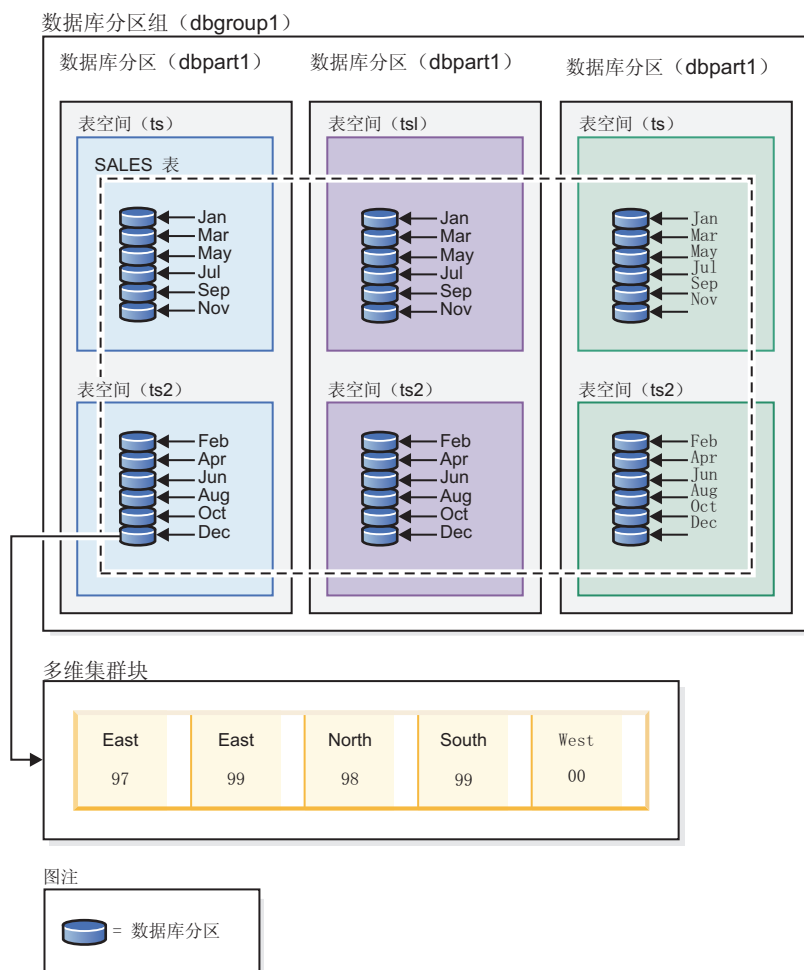 数据库分区组（dbgroup1）
数据库分区（dbpart1）
数据库分区（dbpart1）
数据库分区（dbpart1）
表空间（ts）
表空间（tsl）
表空间（ts）
SALES 表
Jan
Mar
May
Jul
Sep
Nov
Jan
Mar
May
Jul
Sep
Nov
Jan
Mar
May
Jul
Sep
Nov
表空间（ts2）
表空间（ts2）
表空间（ts2）
Feb
Apr
Jun
Aug
Oct
Dec
Feb
Apr
Jun
Aug
Oct
Dec
Feb
Apr
Jun
Aug
Oct
Dec
多维集群块
East
East
North
South
West
97
99
98
99
00
图注
= 数据库分区